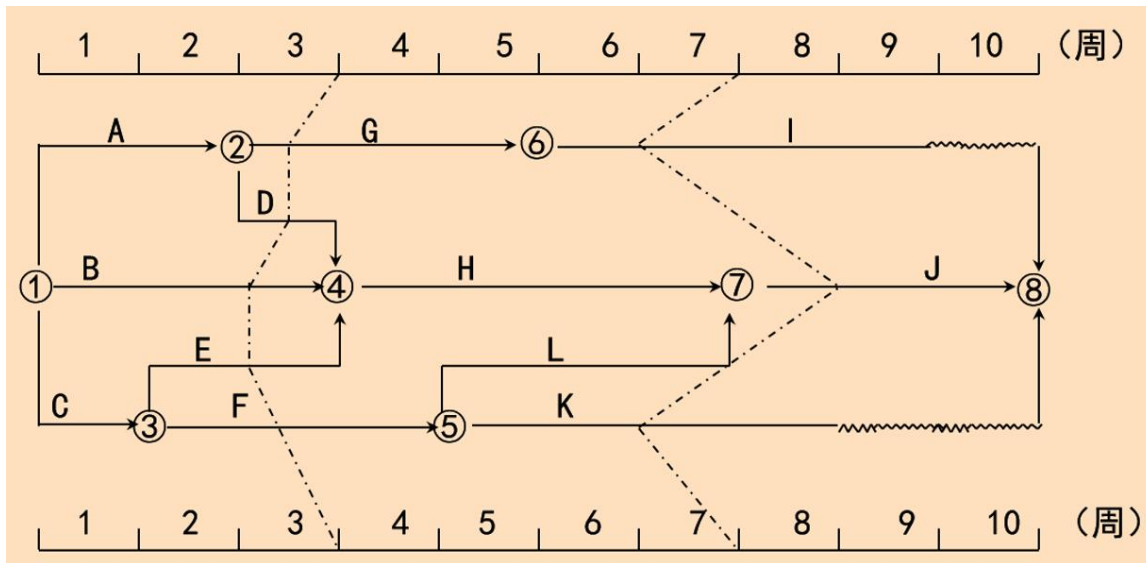 1 2 3 4 5 6 7 8 9 10 （周）
A ② G ⑥ I
D
① B ④ H ⑦ J ⑧
E L
C ③ F ⑤ K
1 2 3 4 5 6 7 8 9 10 （周）